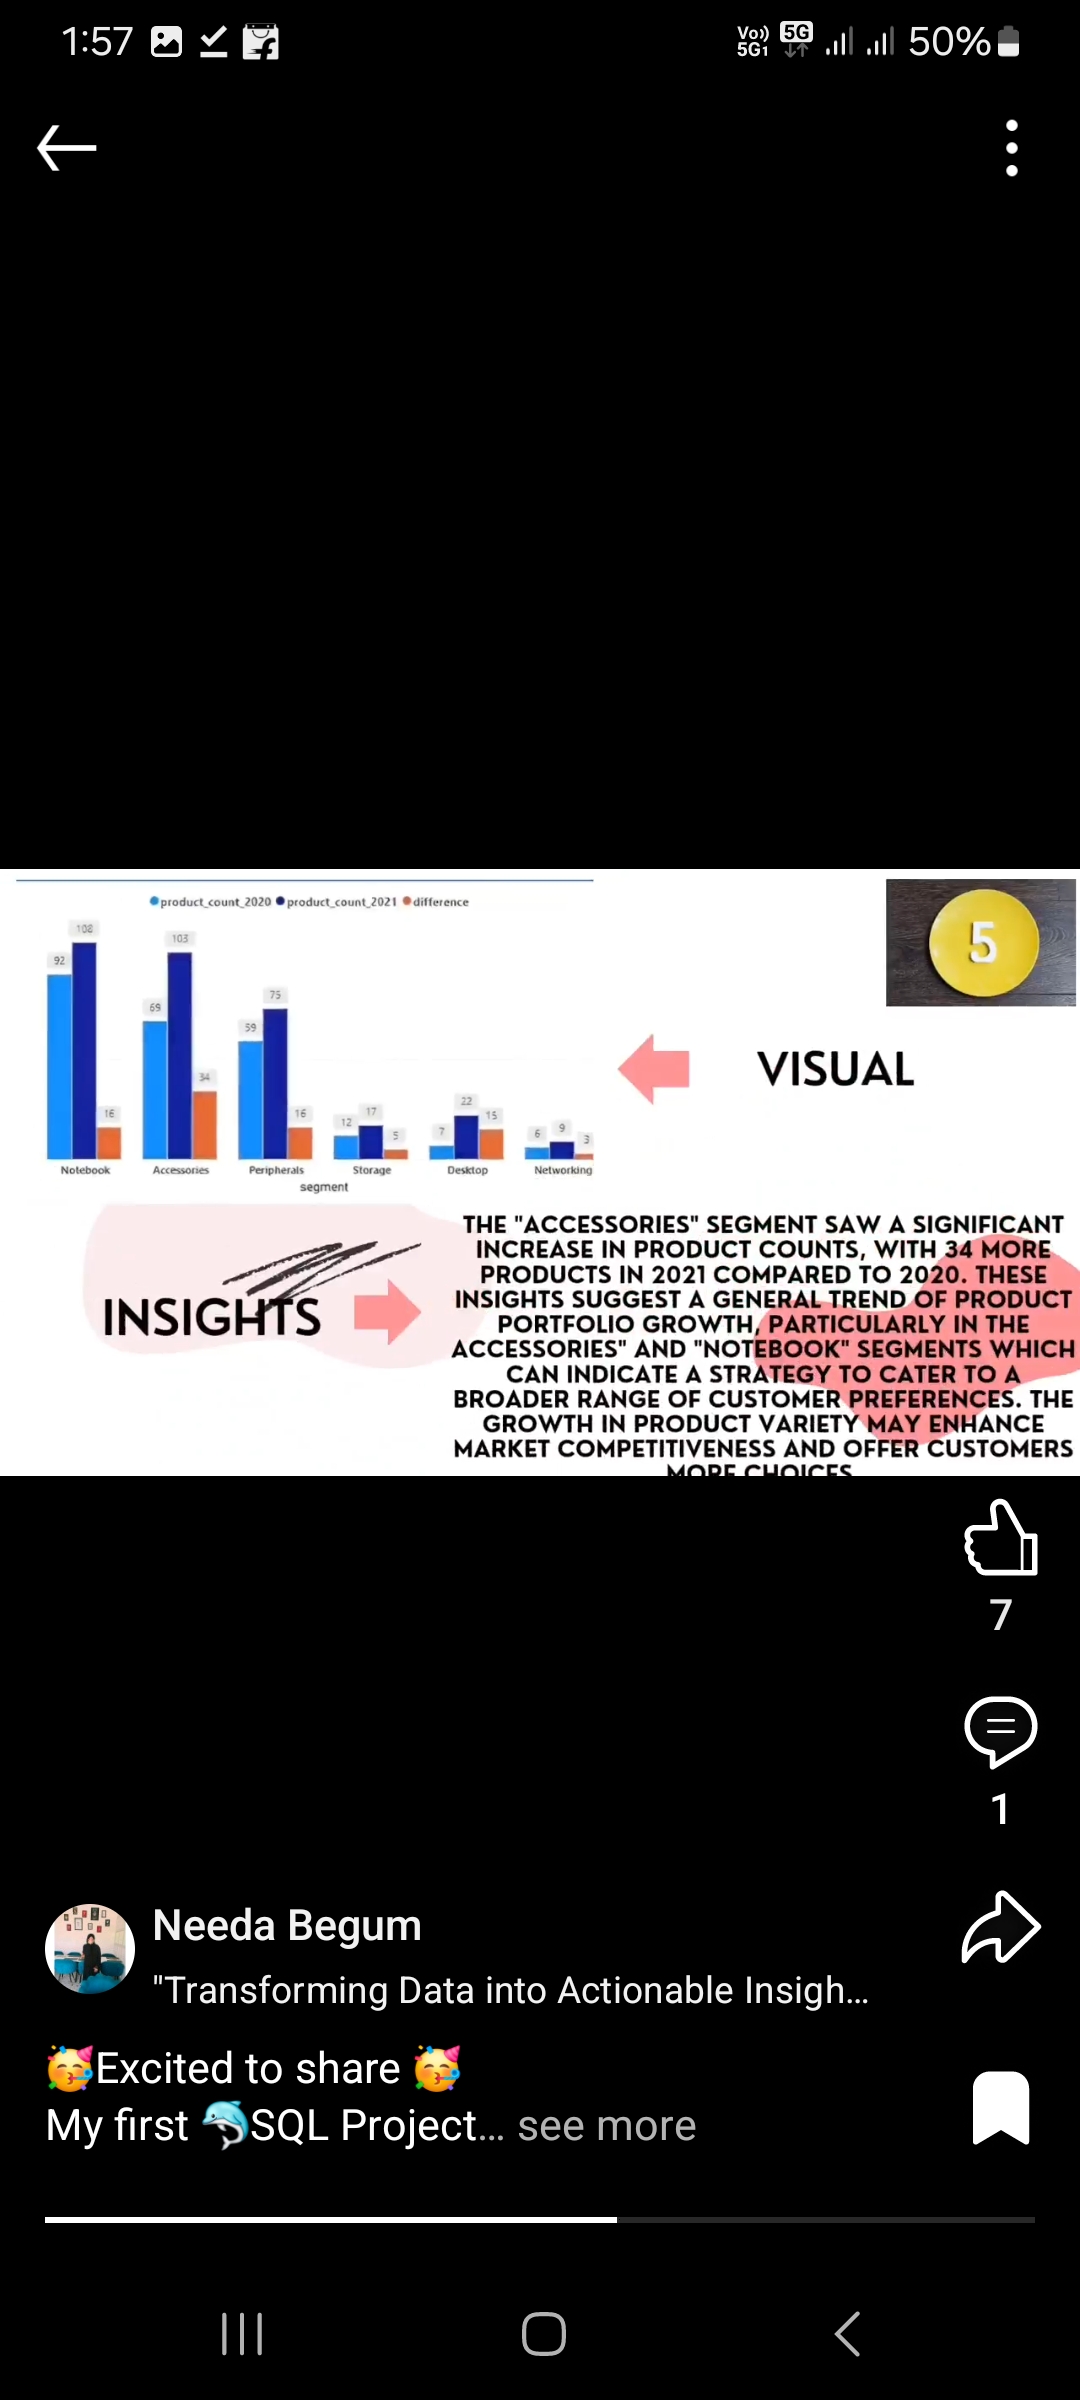 1:57
Vo)) 5G1 5G 50%
product_count_2020 product_count_2021 difference
92 108 16
69 103 34
59 75 16
12 17 5
7 22 15
6 9 3
Notebook Accessories Peripherals Storage Desktop Networking
segment
5
VISUAL
INSIGHTS
THE "ACCESSORIES" SEGMENT SAW A SIGNIFICANT
INCREASE IN PRODUCT COUNTS, WITH 34 MORE
PRODUCTS IN 2021 COMPARED TO 2020. THESE
INSIGHTS SUGGEST A GENERAL TREND OF PRODUCT
PORTFOLIO GROWTH, PARTICULARLY IN THE
ACCESSORIES" AND "NOTEBOOK" SEGMENTS WHICH
CAN INDICATE A STRATEGY TO CATER TO A
BROADER RANGE OF CUSTOMER PREFERENCES. THE
GROWTH IN PRODUCT VARIETY MAY ENHANCE
MARKET COMPETITIVENESS AND OFFER CUSTOMERS
MORE CHOICES
7
1
Needa Begum
"Transforming Data into Actionable Insigh...
🥳Excited to share 🥳
My first 🐬SQL Project... see more